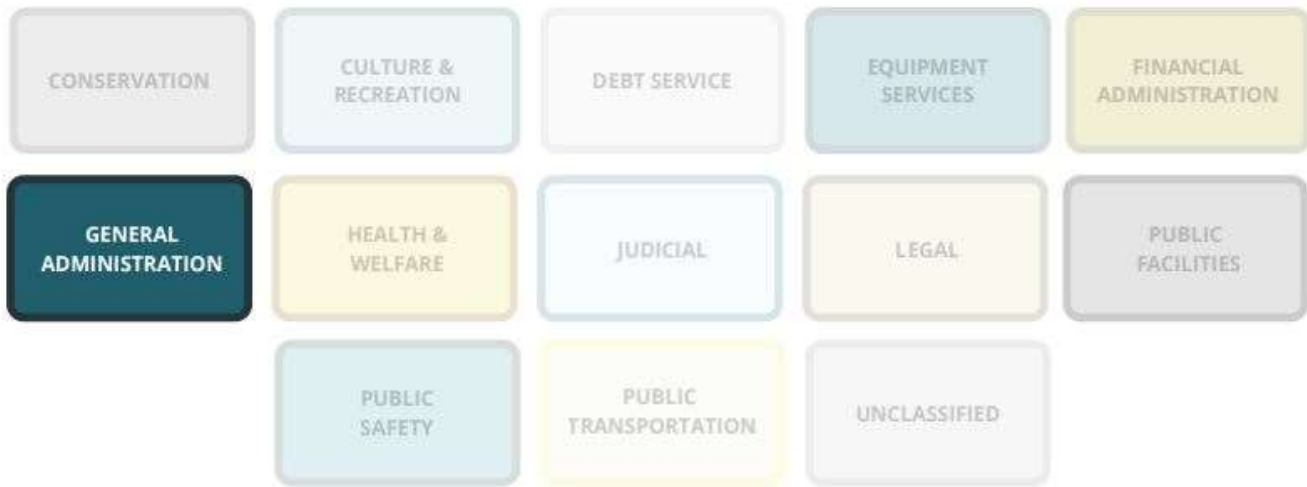 CONSERVATION
CULTURE &
RECREATION
DEBT SERVICE
EQUIPMENT
SERVICES
FINANCIAL
ADMINISTRATION
GENERAL
ADMINISTRATION
HEALTH &
WELFARE
JUDICIAL
LEGAL
PUBLIC
FACILITIES
PUBLIC
SAFETY
PUBLIC
TRANSPORTATION
UNCLASSIFIED